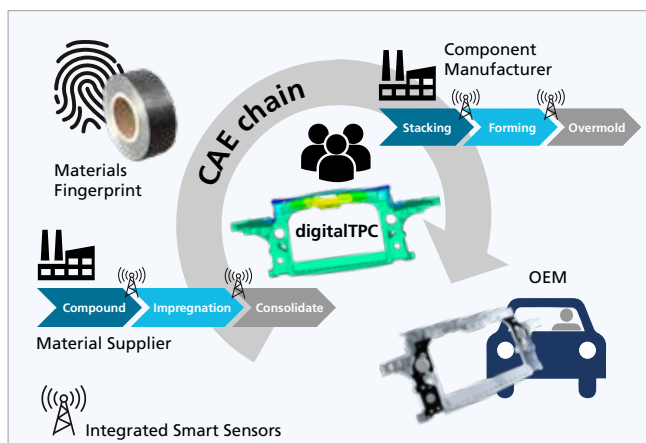 Component
Manufacturer
CAE chain
Stacking
Forming
Overmold
Materials
Fingerprint
digitalTPC
OEM
Compound
Impregnation
Consolidate
Material Supplier
Integrated Smart Sensors